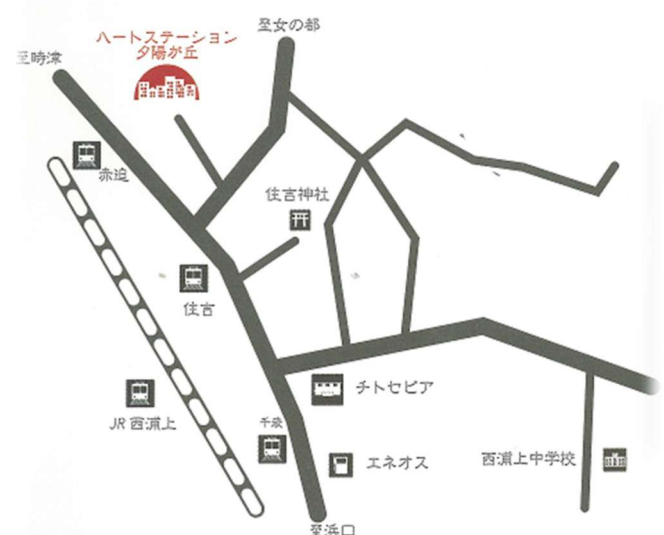 至女の都
ハートステーション
夕陽が丘
至時津
赤迫
住吉神社
住吉
チトセピア
JR西浦上
千歳
エネオス
西浦上中学校
至浜口